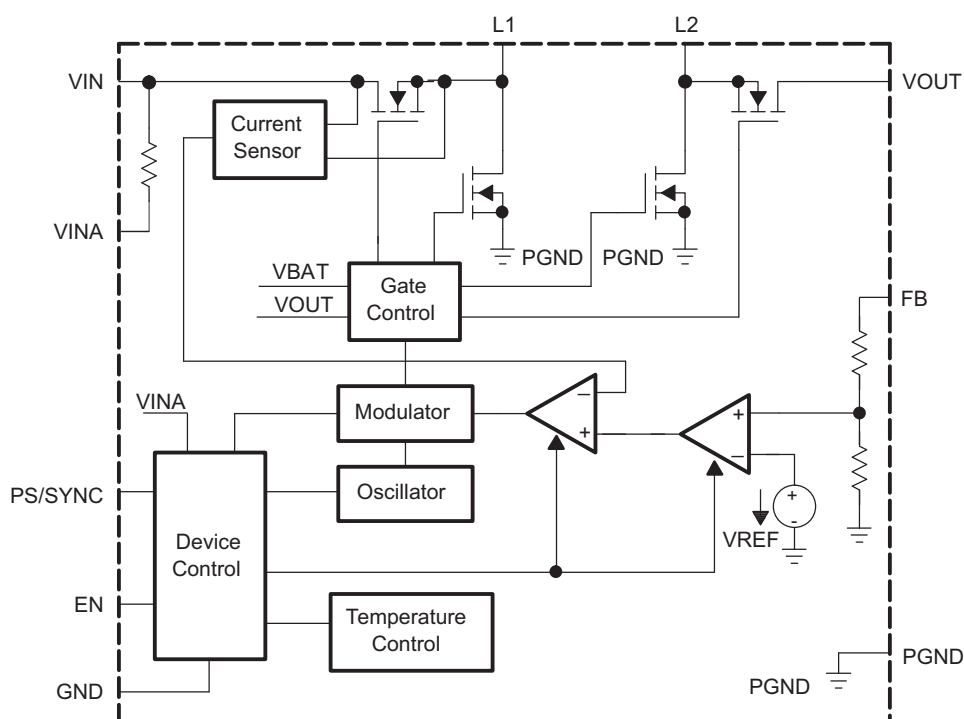 L1
L2
VIN
VOUT
Current
Sensor
VINA
PGND
PGND
VBAT
VOUT
Gate
Control
FB
VINA
Modulator
−
+
+
−
PS/SYNC
Oscillator
+
-
VREF
Device
Control
EN
Temperature
Control
GND
PGND
PGND